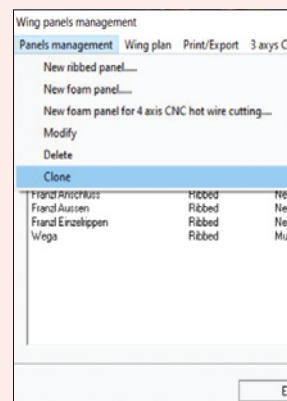 Wing panels management
Panels management Wing plan Print/Export 3 axys C
New ribbed panel.....
New foam panel.....
New foam panel for 4 axis CNC hot wire cutting....
Modify
Delete
Clone
Franzl Anschluss Ribbed Ne
Franzl Aussen Ribbed Ne
Franzl Einzelrippen Ribbed Ne
Wega Ribbed Mu
E